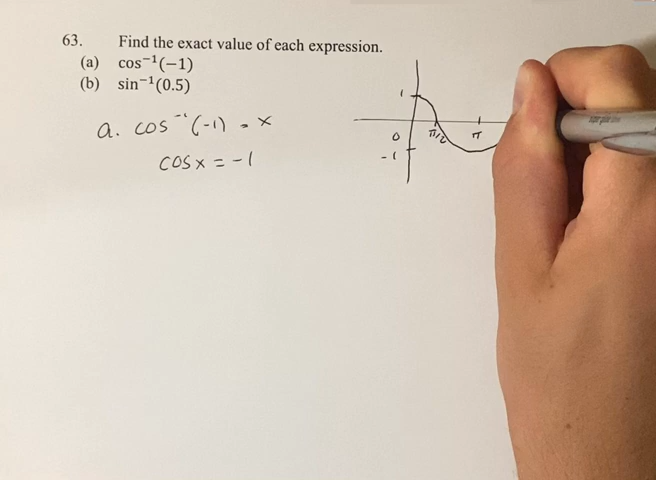 63. Find the exact value of each expression.
(a) cos⁻¹(−1)
(b) sin⁻¹(0.5)
a. cos⁻¹(-1) = x
cos x = -1
1
0 π/2 π
-1